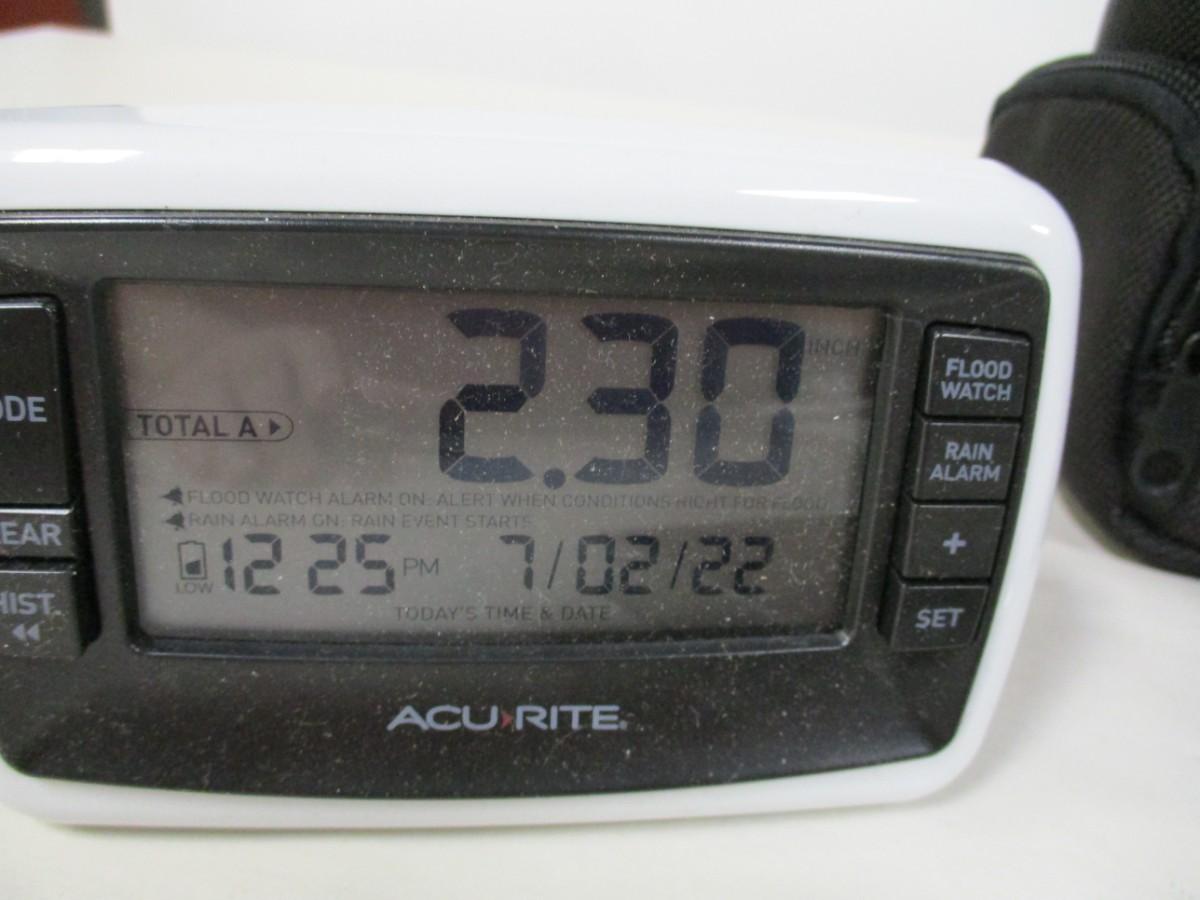 2.30 INCH
TOTAL A
FLOOD WATCH ALARM ON: ALERT WHEN CONDITIONS RIGHT FOR FLOOD
RAIN ALARM ON: RAIN EVENT STARTS
LOW 12 25 PM 7/02/22
TODAY'S TIME & DATE
ACURITE
ODE
EAR
HIST
FLOOD
WATCH
RAIN
ALARM
+
SET